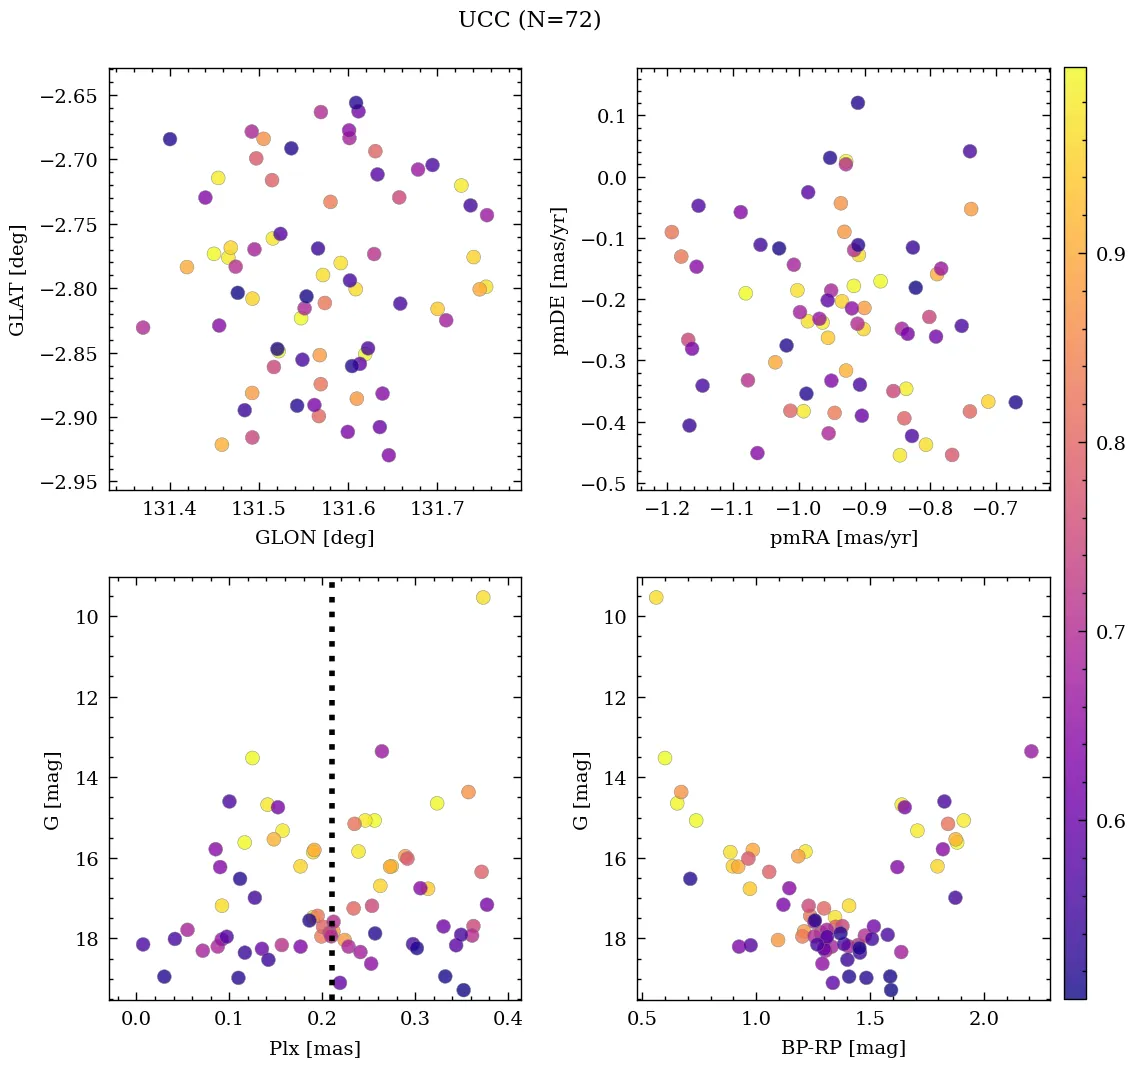 UCC (N=72)
−2.65
−2.70
−2.75
−2.80
−2.85
−2.90
−2.95
GLAT [deg]
131.4 131.5 131.6 131.7
GLON [deg]
0.1
0.0
−0.1
−0.2
−0.3
−0.4
−0.5
pmDE [mas/yr]
−1.2 −1.1 −1.0 −0.9 −0.8 −0.7
pmRA [mas/yr]
10
12
14
16
18
G [mag]
0.0 0.1 0.2 0.3 0.4
Plx [mas]
10
12
14
16
18
G [mag]
0.5 1.0 1.5 2.0
BP-RP [mag]
0.9
0.8
0.7
0.6